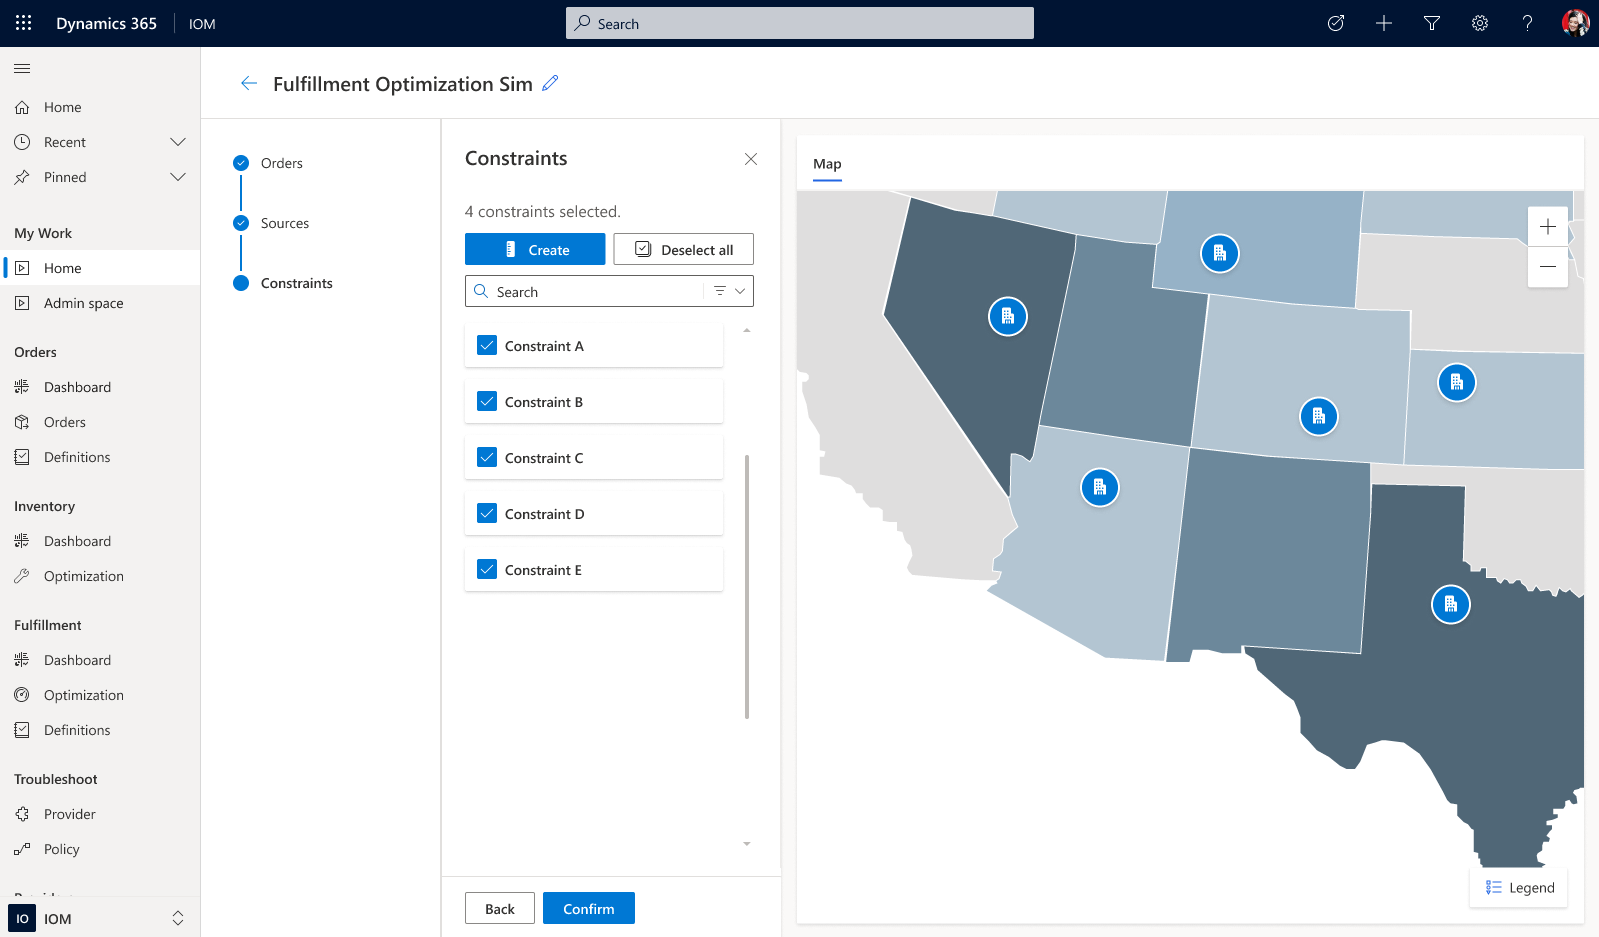 Dynamics 365
IOM
Search
Home
Recent
Pinned
My Work
Home
Admin space
Orders
Dashboard
Orders
Definitions
Inventory
Dashboard
Optimization
Fulfillment
Dashboard
Optimization
Definitions
Troubleshoot
Provider
Policy
IO
IOM
Fulfillment Optimization Sim
Orders
Sources
Constraints
Constraints
4 constraints selected.
Create
Deselect all
Search
Constraint A
Constraint B
Constraint C
Constraint D
Constraint E
Back
Confirm
Map
Legend